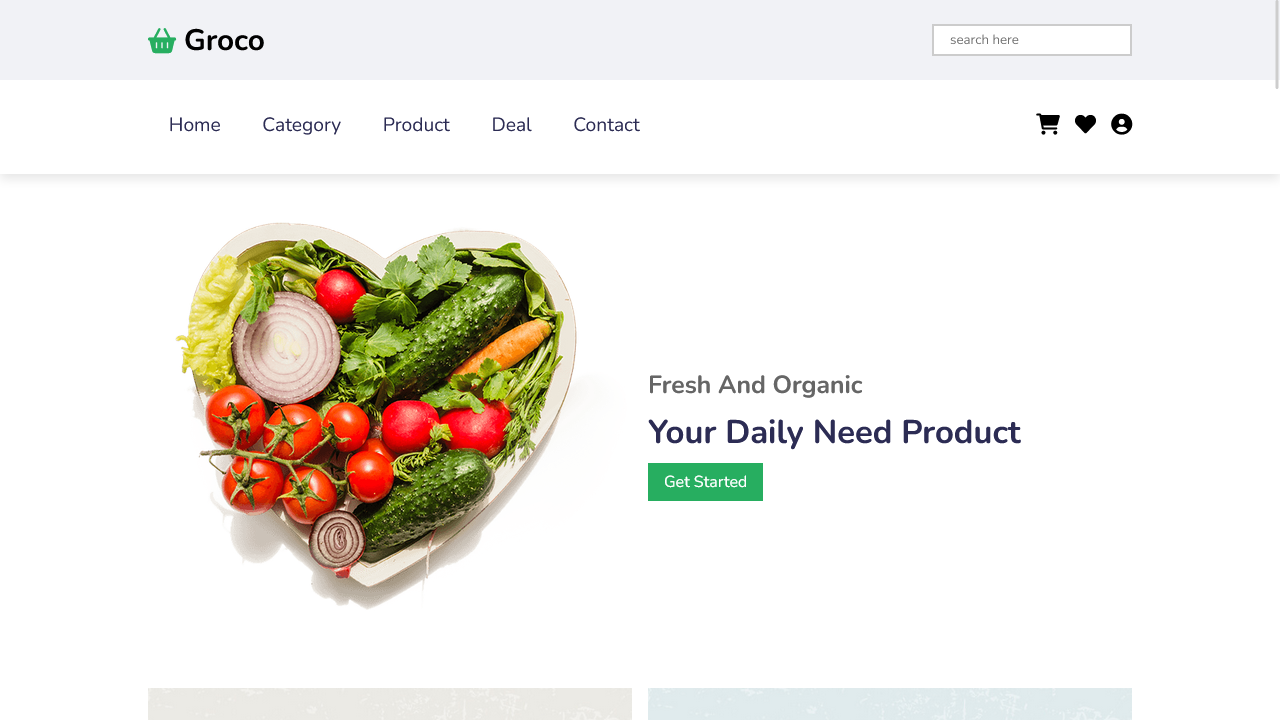 Groco
search here
Home Category Product Deal Contact
Fresh And Organic
Your Daily Need Product
Get Started